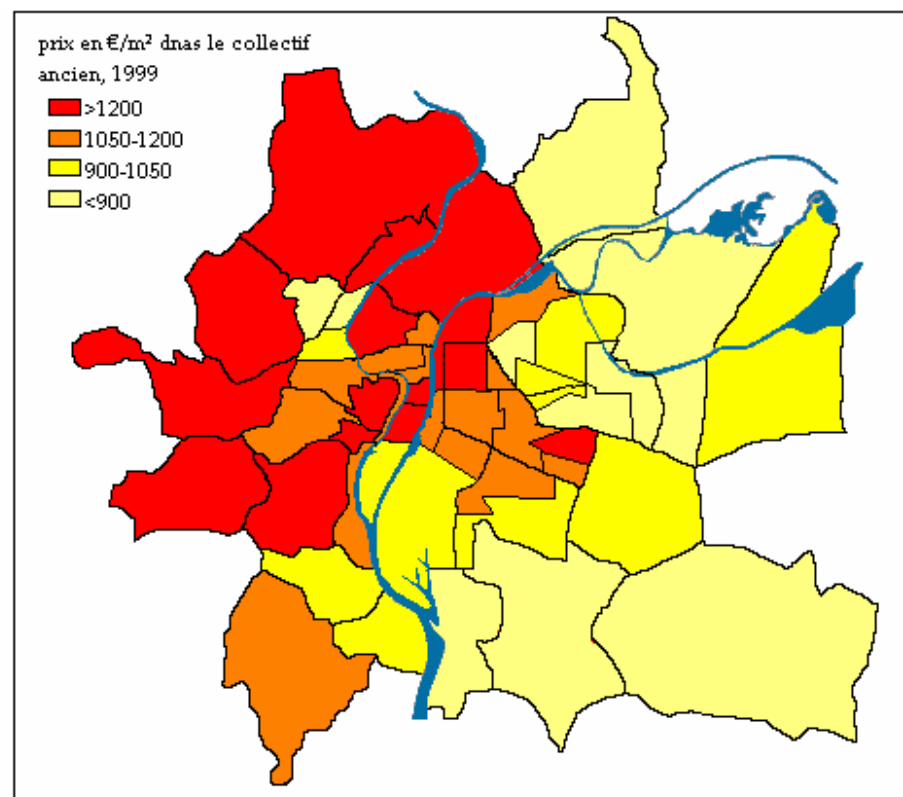 prix en €/m² dnas le collectif
ancien, 1999
>1200
1050-1200
900-1050
<900